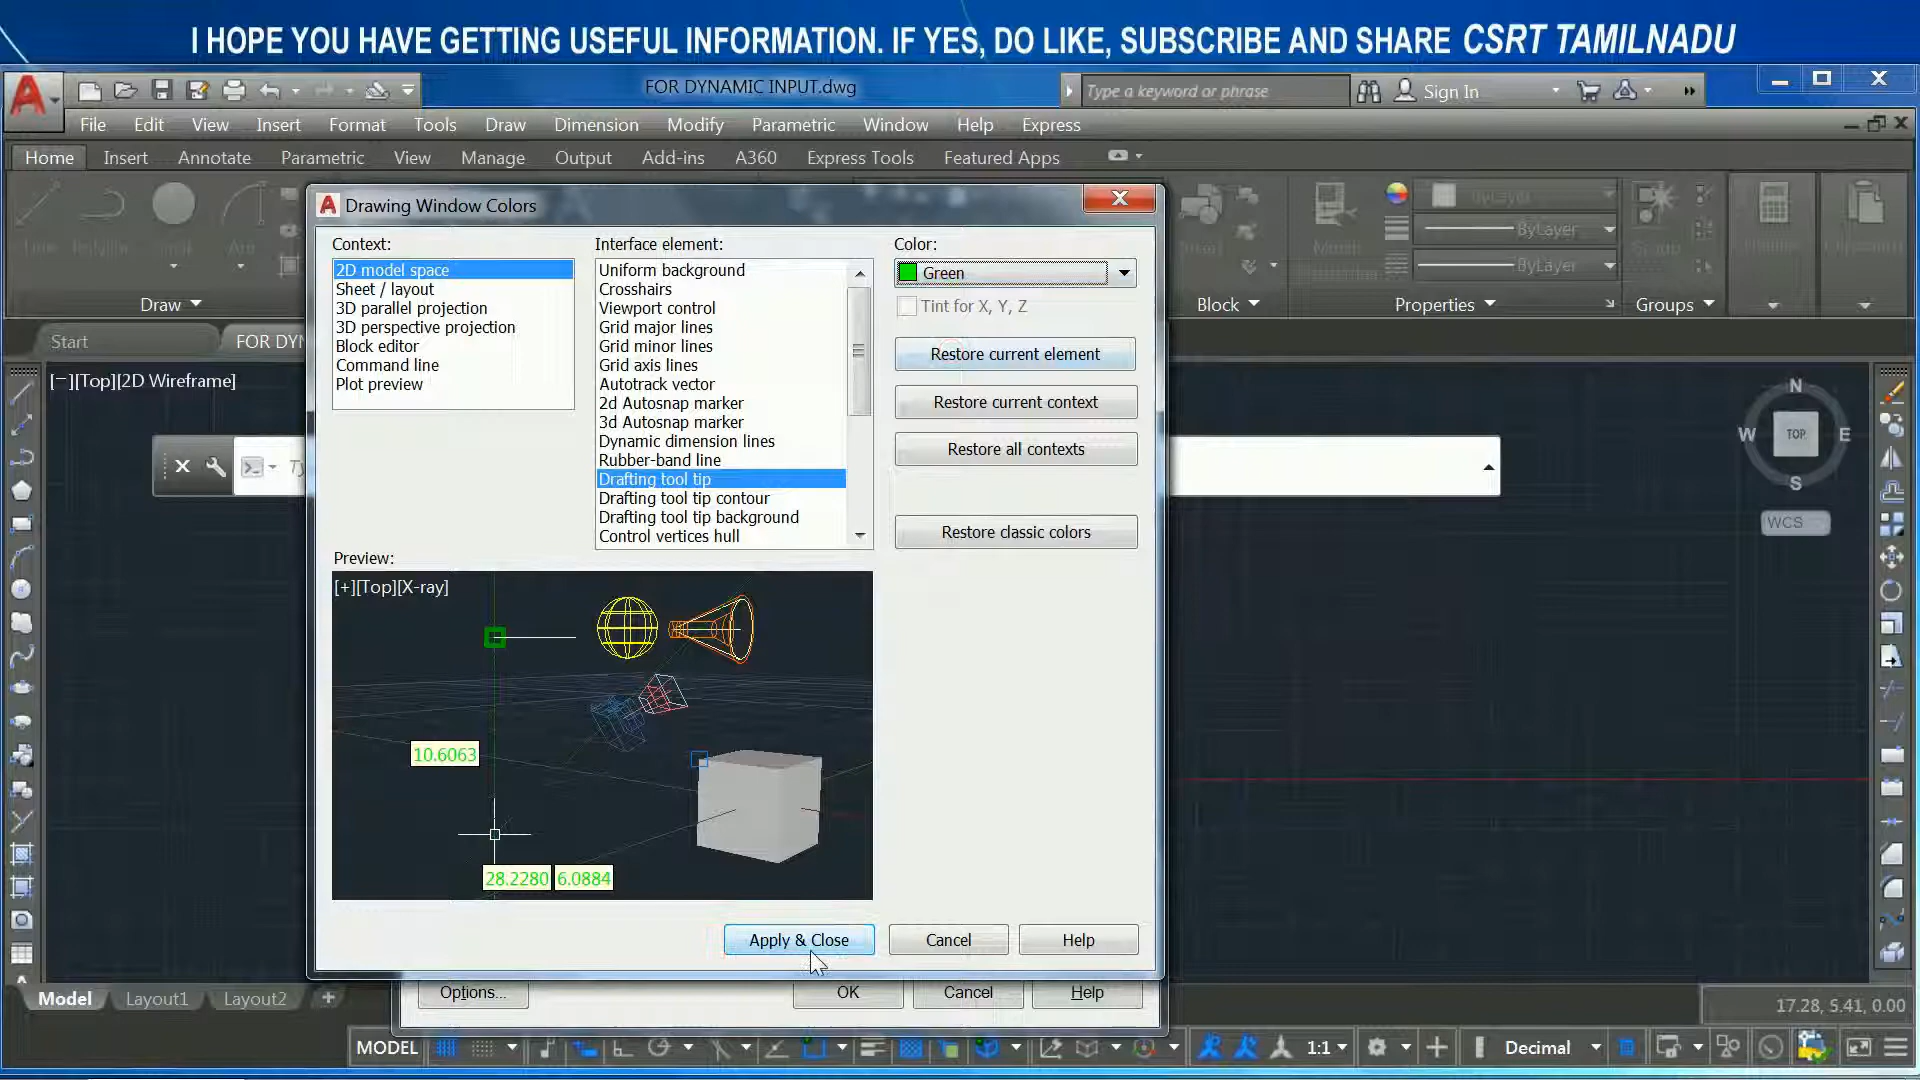 I HOPE YOU HAVE GETTING USEFUL INFORMATION. IF YES, DO LIKE, SUBSCRIBE AND SHARE CSRT TAMILNADU
FOR DYNAMIC INPUT.dwg
Type a keyword or phrase
Sign In
File Edit View Insert Format Tools Draw Dimension Modify Parametric Window Help Express
Home Insert Annotate Parametric View Manage Output Add-ins A360 Express Tools Featured Apps
ByLayer
ByLayer
ByLayer
Draw
Block
Properties
Groups
Start
FOR DYN
[−][Top][2D Wireframe]
Drawing Window Colors
Context:
2D model space
Sheet / layout
3D parallel projection
3D perspective projection
Block editor
Command line
Plot preview
Interface element:
Uniform background
Crosshairs
Viewport control
Grid major lines
Grid minor lines
Grid axis lines
Autotrack vector
2d Autosnap marker
3d Autosnap marker
Dynamic dimension lines
Rubber-band line
Drafting tool tip
Drafting tool tip contour
Drafting tool tip background
Control vertices hull
Color:
Green
Tint for X, Y, Z
Restore current element
Restore current context
Restore all contexts
Restore classic colors
Preview:
[+][Top][X-ray]
10.6063
28.2280 6.0884
Apply & Close Cancel Help
Options... OK Cancel Help
N
W TOP E
S
WCS
Model Layout1 Layout2 +
17.28, 5.41, 0.00
MODEL 1:1 Decimal